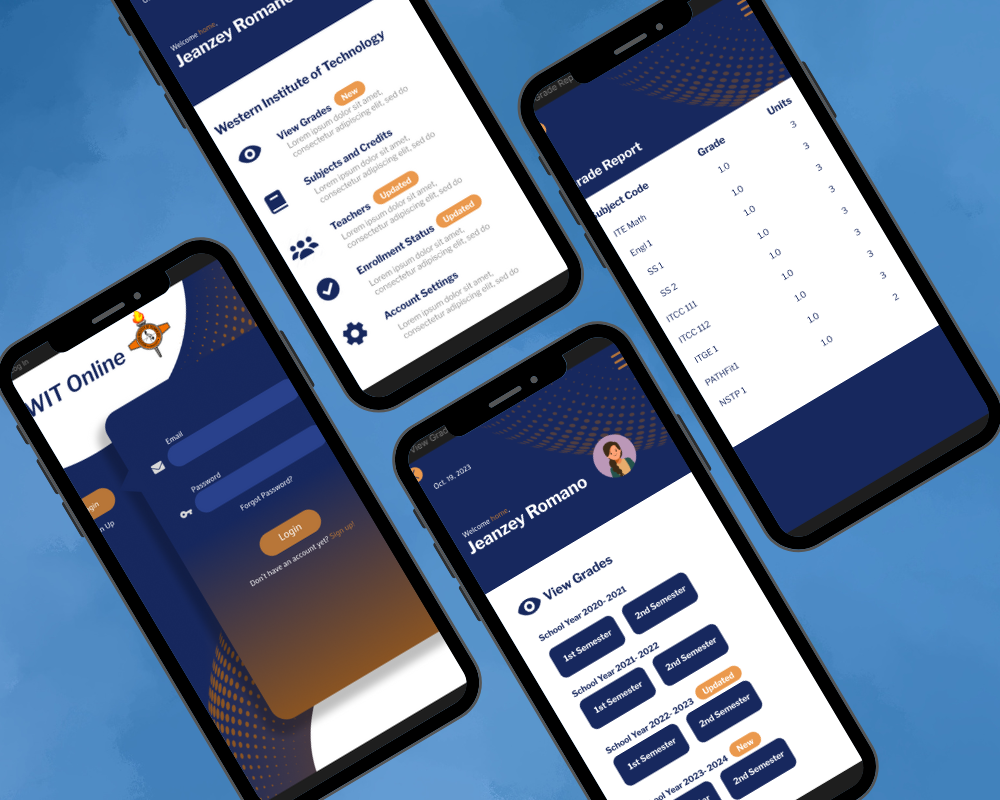 Welcome home,
Jeanzey Romano
Western Institute of Technology
View Grades New
Lorem ipsum dolor sit amet,
consectetur adipiscing elit, sed do
Subjects and Credits
Lorem ipsum dolor sit amet,
consectetur adipiscing elit, sed do
Teachers Updated
Lorem ipsum dolor sit amet,
consectetur adipiscing elit, sed do
Enrollment Status Updated
Lorem ipsum dolor sit amet,
consectetur adipiscing elit, sed do
Account Settings
Lorem ipsum dolor sit amet,
consectetur adipiscing elit, sed do
Grade Rep
rade Report
ubject Code Grade Units
ITE Math 1.0 3
Engl 1 1.0 3
SS 1 1.0 3
SS 2 1.0 3
ITCC 111 1.0 3
ITCC 112 1.0 3
ITGE 1 1.0 3
PATHFit1 1.0 3
NSTP 1 1.0 2
og In
WIT Online
Email
Password
Forgot Password?
Login
Don't have an account yet? Sign up!
ogin
n Up
View Grad
Oct. 19, 2023
Welcome home,
Jeanzey Romano
View Grades
School Year 2020- 2021
1st Semester 2nd Semester
School Year 2021- 2022
1st Semester 2nd Semester
School Year 2022- 2023 Updated
1st Semester 2nd Semester
ool Year 2023- 2024 New
emester 2nd Semester